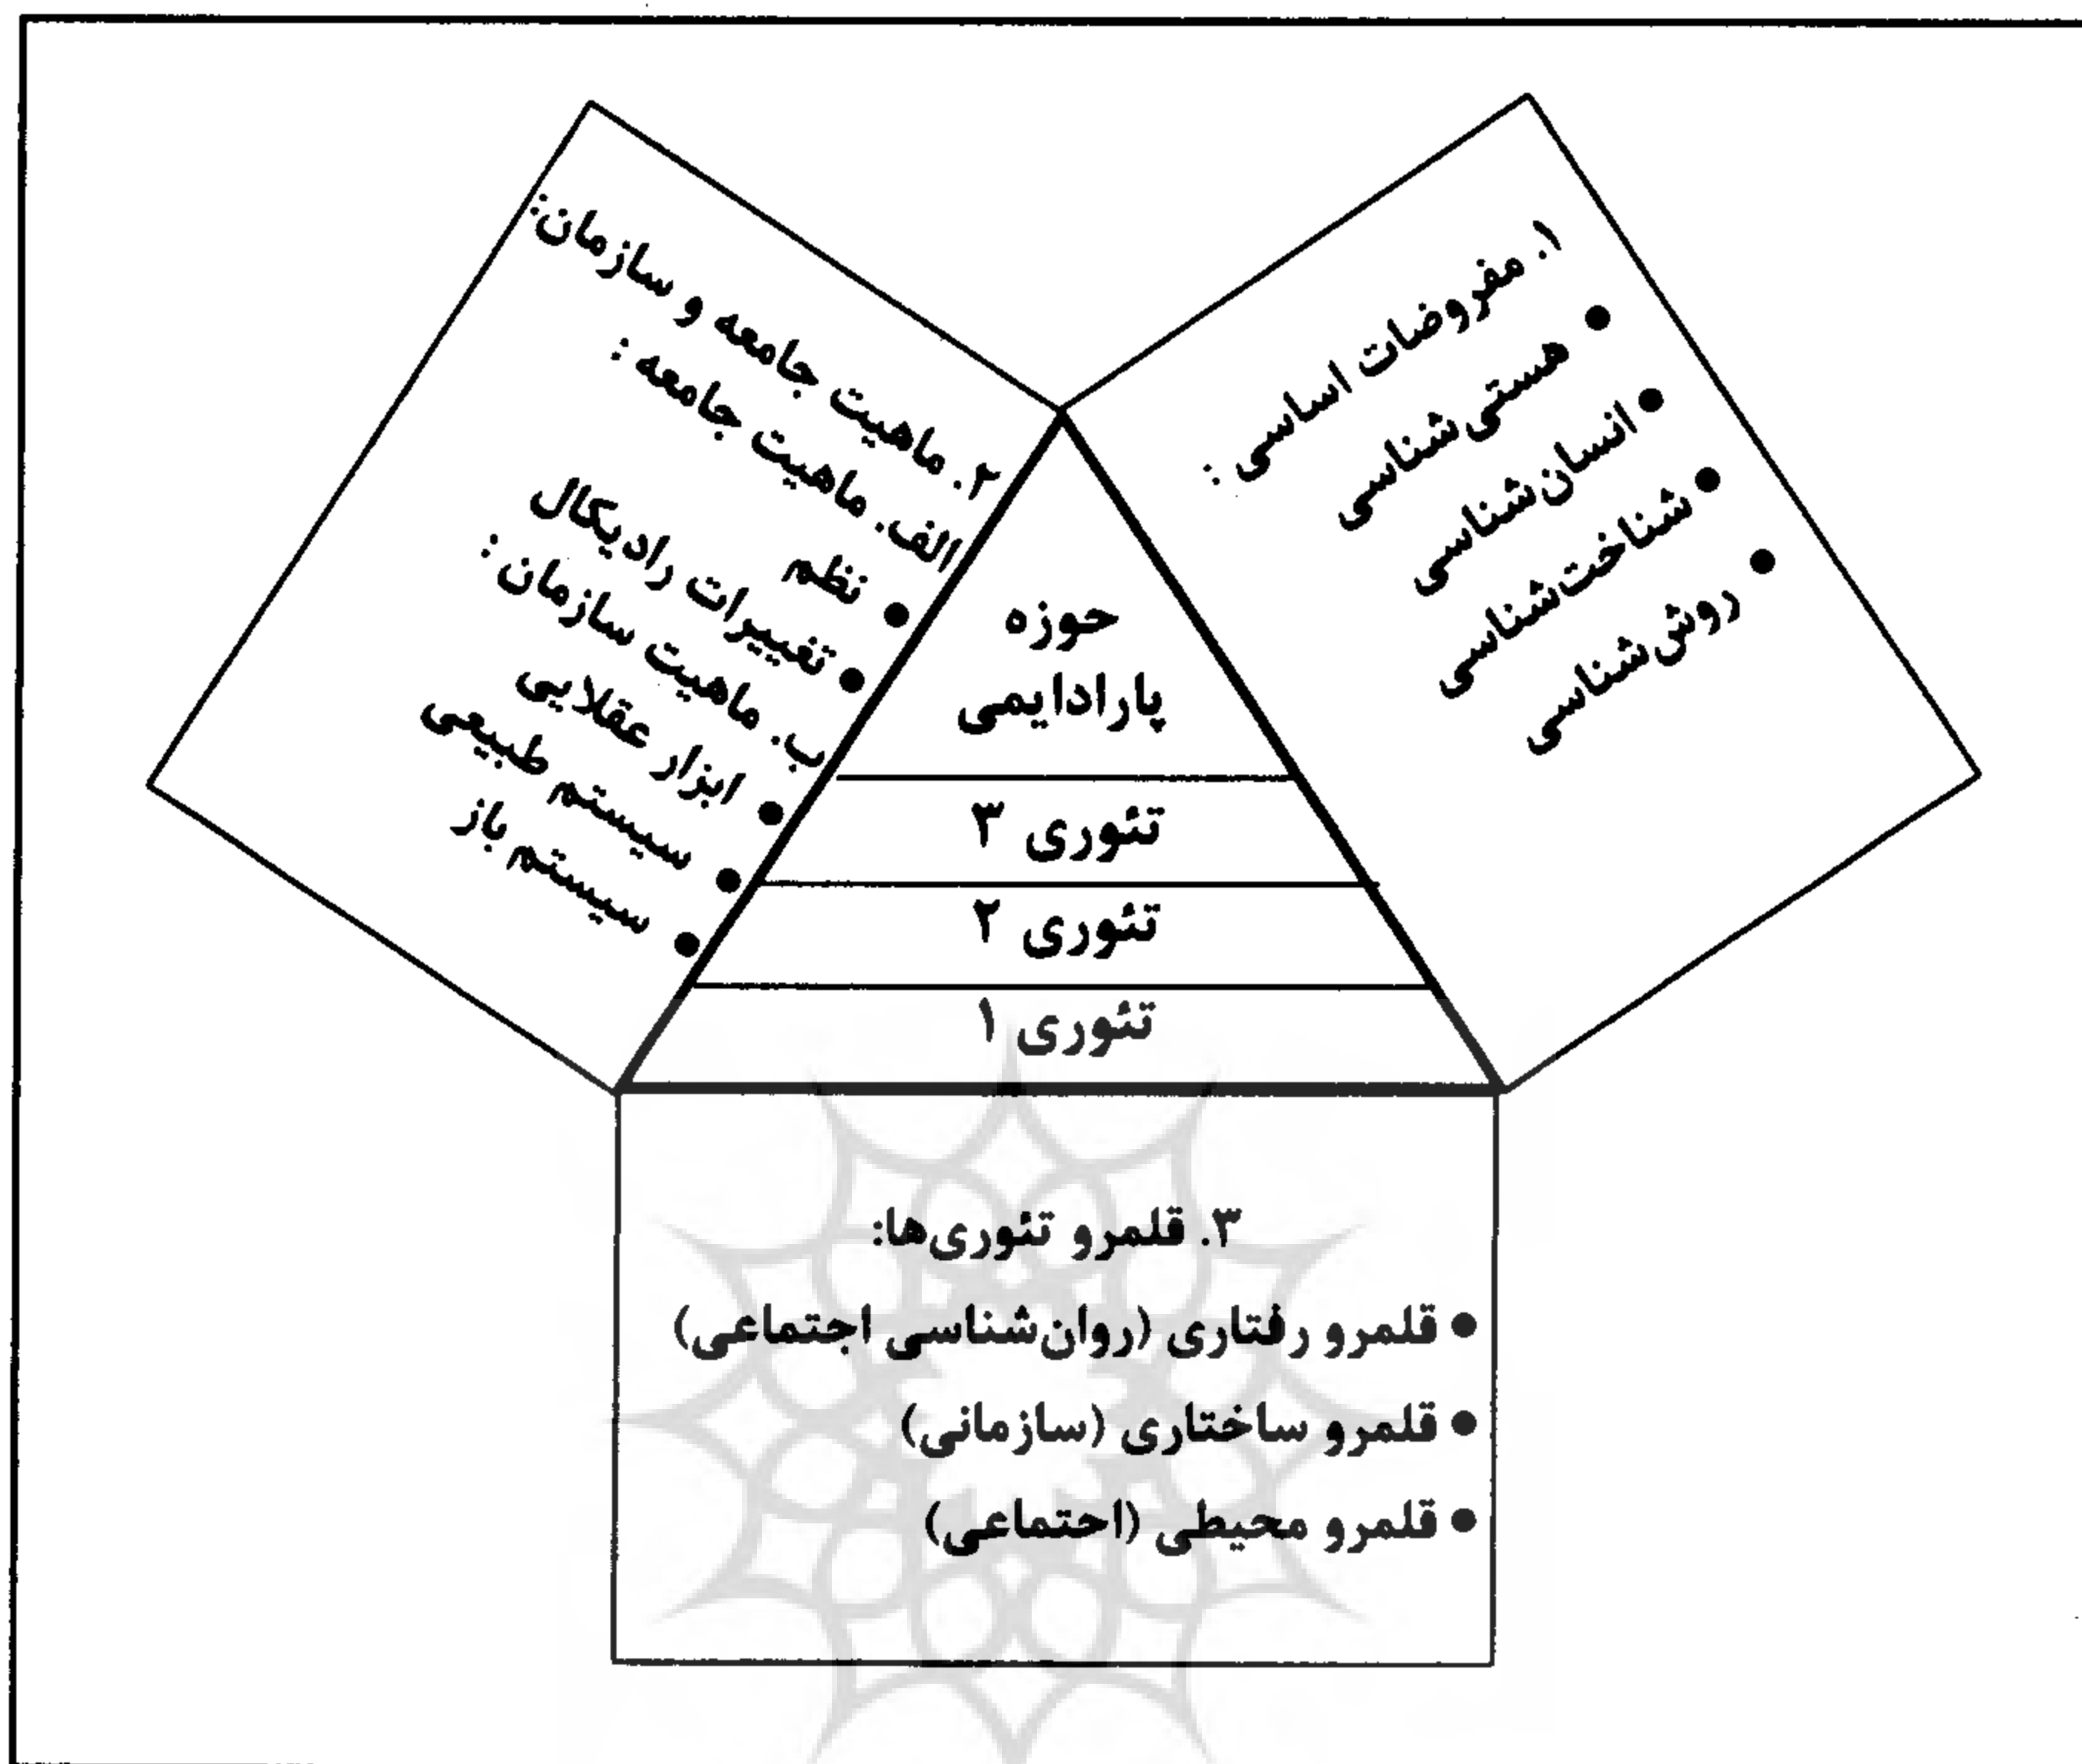 ۱. مفروضات اساسی :
● هستی‌شناسی
● انسان‌شناسی
● شناخت‌شناسی
● روش‌شناسی
۲. ماهیت جامعه و سازمان:
الف. ماهیت جامعه :
● نظم
● تغییرات رادیکال
ب. ماهیت سازمان :
● ابزار عقلایی
● سیستم طبیعی
● سیستم باز
حوزه
پارادایمی
تئوری ۳
تئوری ۲
تئوری ۱
۳. قلمرو تئوری‌ها:
● قلمرو رفتاری (روان‌شناسی اجتماعی)
● قلمرو ساختاری (سازمانی)
● قلمرو محیطی (اجتماعی)